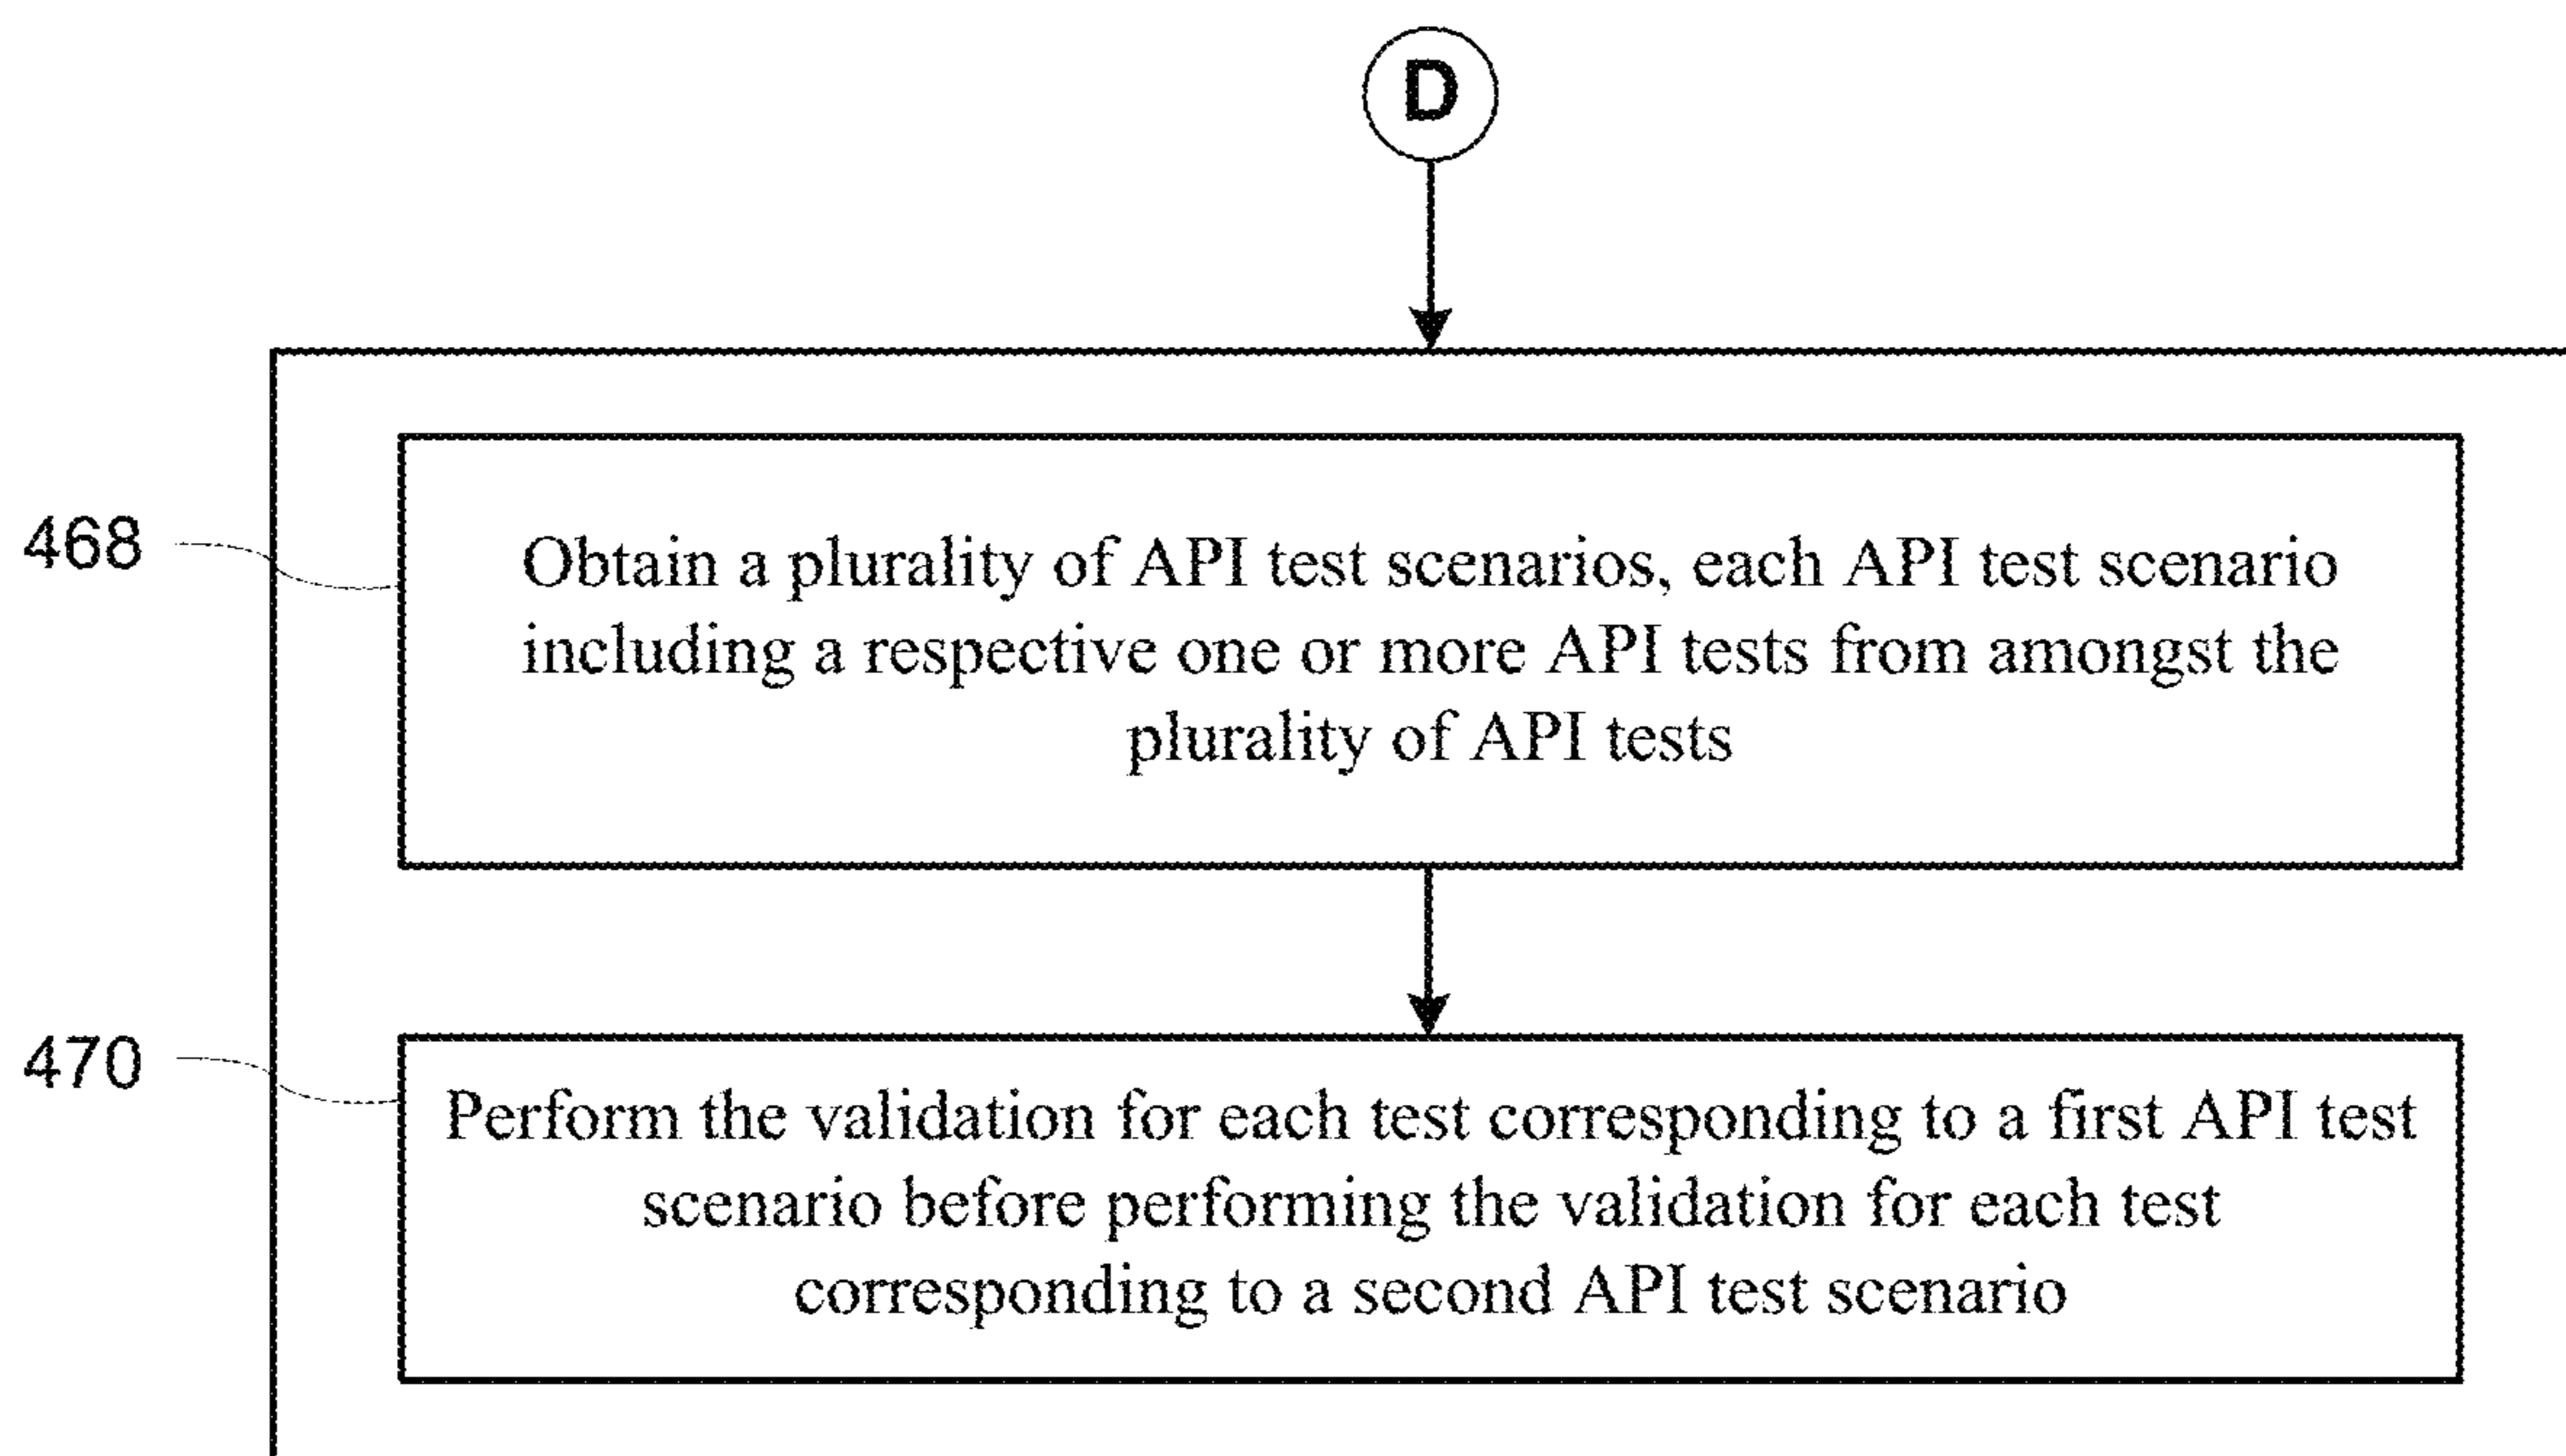 D
468
Obtain a plurality of API test scenarios, each API test scenario
including a respective one or more API tests from amongst the
plurality of API tests
470
Perform the validation for each test corresponding to a first API test
scenario before performing the validation for each test
corresponding to a second API test scenario